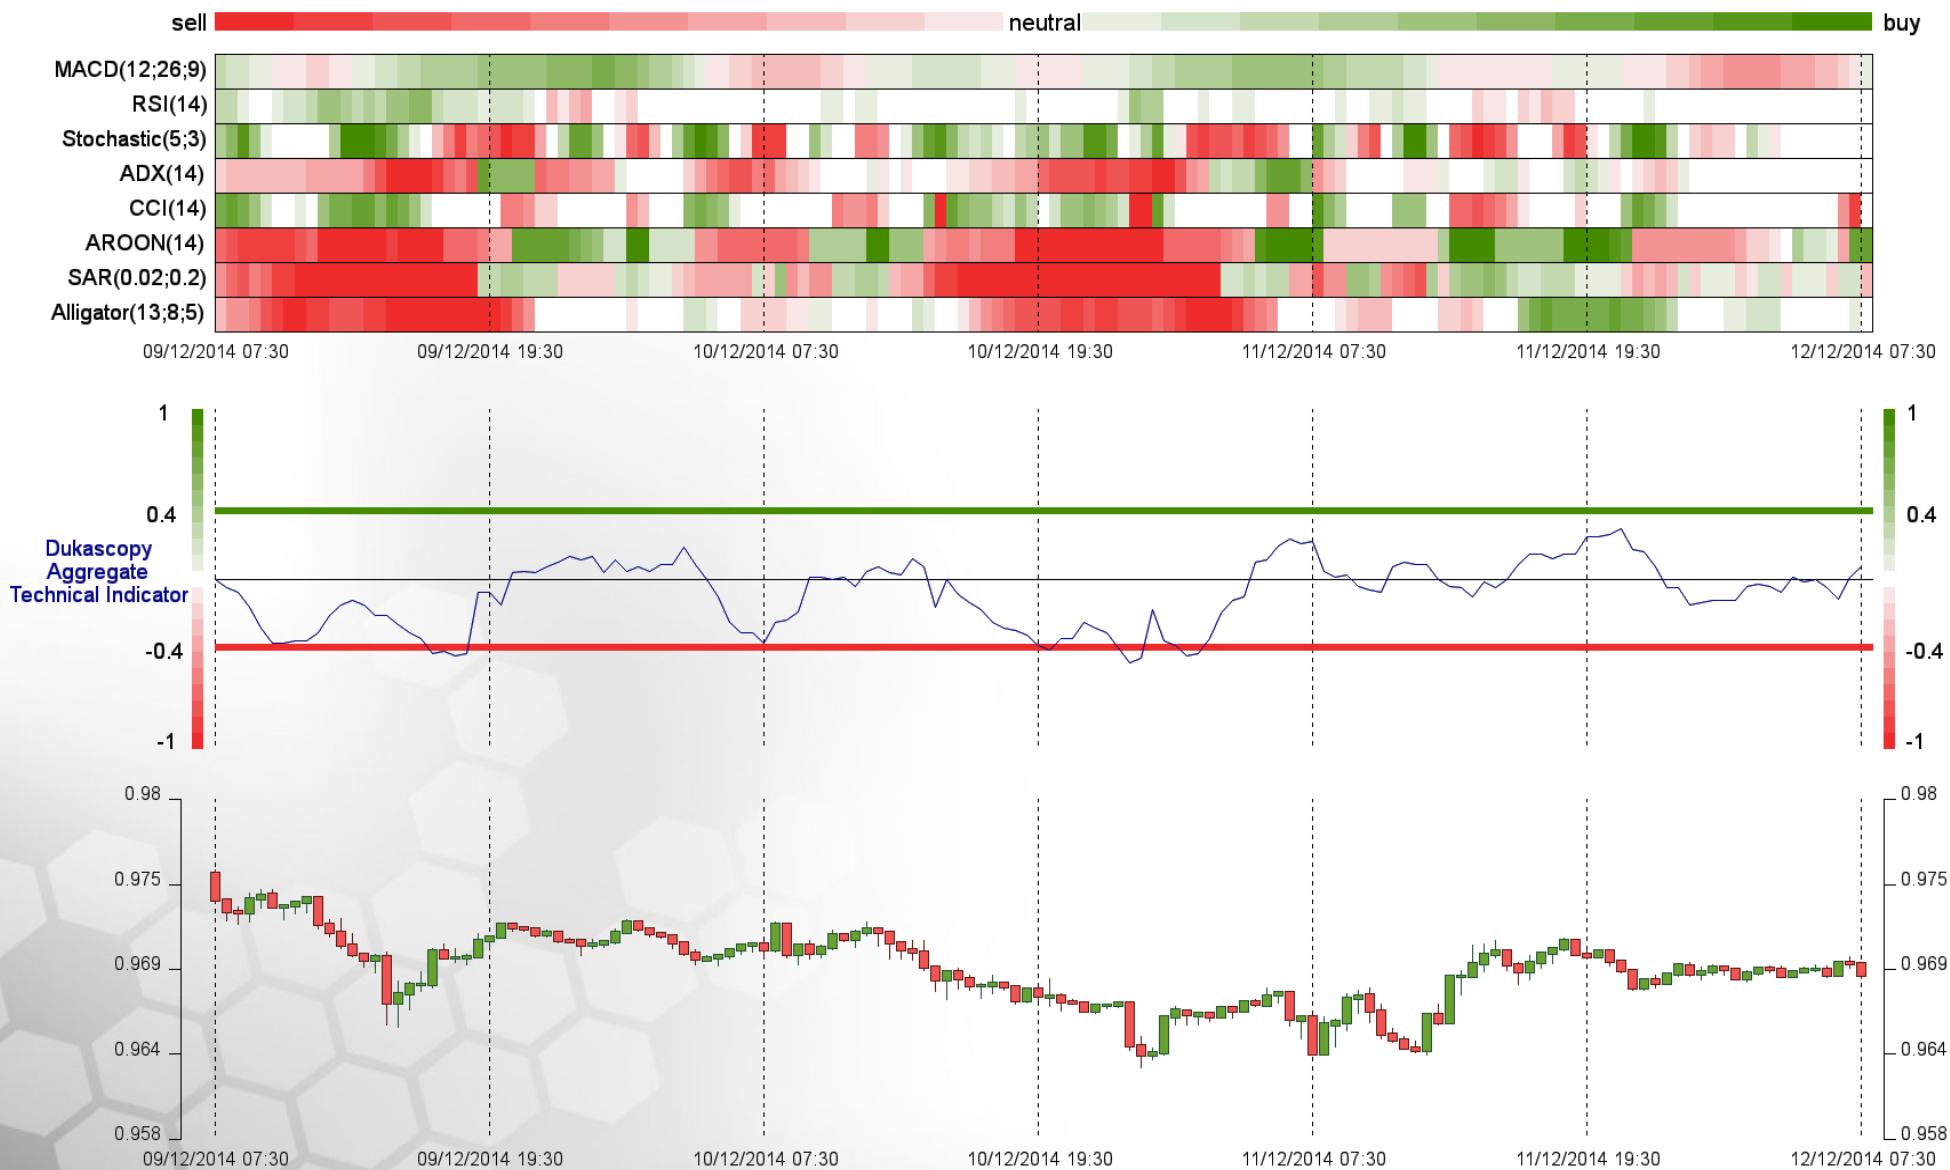 sell neutral buy
MACD(12;26;9)
RSI(14)
Stochastic(5;3)
ADX(14)
CCI(14)
AROON(14)
SAR(0.02;0.2)
Alligator(13;8;5)
09/12/2014 07:30 09/12/2014 19:30 10/12/2014 07:30 10/12/2014 19:30 11/12/2014 07:30 11/12/2014 19:30 12/12/2014 07:30
1 1
0.4 0.4
Dukascopy
Aggregate
Technical Indicator
-0.4 -0.4
-1 -1
0.98 0.98
0.975 0.975
0.969 0.969
0.964 0.964
0.958 0.958
09/12/2014 07:30 09/12/2014 19:30 10/12/2014 07:30 10/12/2014 19:30 11/12/2014 07:30 11/12/2014 19:30 12/12/2014 07:30